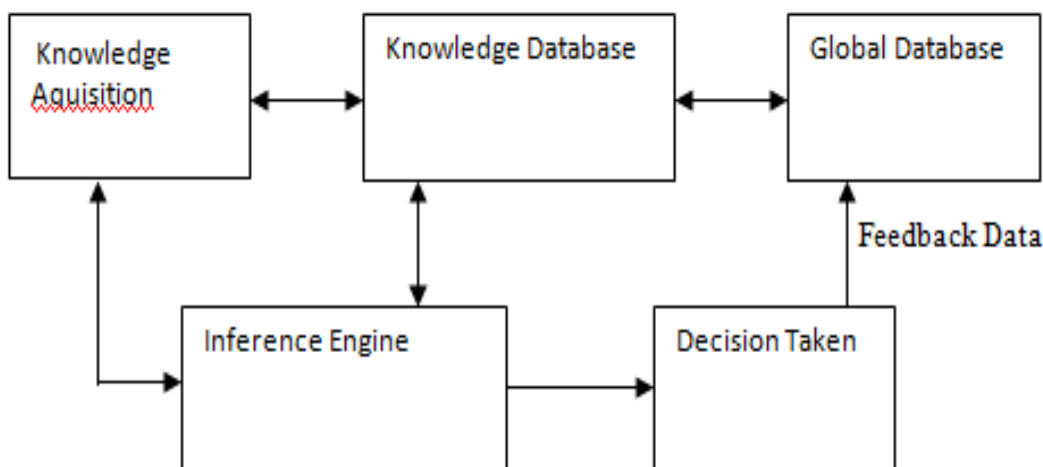 Knowledge
Aquisition
Knowledge Database
Global Database
Feedback Data
Inference Engine
Decision Taken